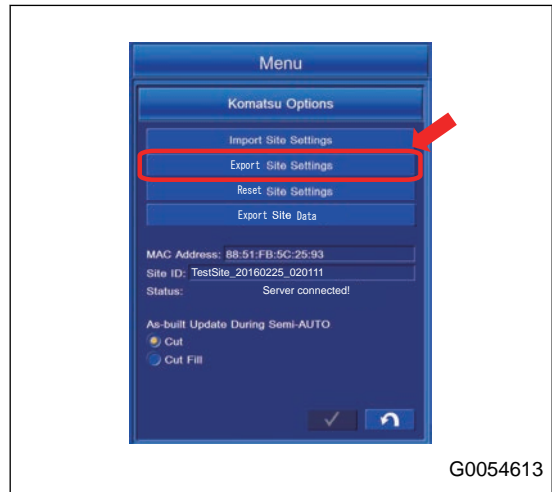 Menu
Komatsu Options
Import Site Settings
Export Site Settings
Reset Site Settings
Export Site Data
MAC Address: 88:51:FB:5C:25:93
Site ID: TestSite_20160225_020111
Status: Server connected!
As-built Update During Semi-AUTO
Cut
Cut Fill
G0054613